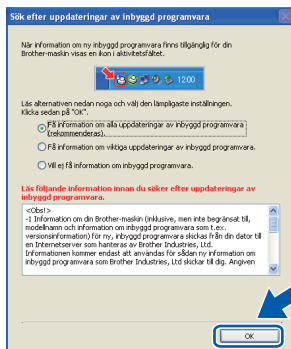 Sök efter uppdateringar av inbyggd programvara
När information om ny inbyggd programvara finns tillgänglig för din
Brother-maskin visas en ikon i aktivitetsfältet.
12:00
Läs alternativen nedan noga och välj den lämpligaste inställningen.
Klicka sedan på "OK".
Få information om alla uppdateringar av inbyggd programvara
(rekommenderas).
Få information om viktiga uppdateringar av inbyggd programvara.
Vill ej få information om inbyggd programvara.
Läs följande information innan du söker efter uppdateringar av
inbyggd programvara.
<Obs!>
-1 Information om din Brother-maskin (inklusive, men inte begränsat till,
modellnamn och information om inbyggd programvara som t.ex.
versionsinformation) för ny, inbyggd programvara skickas från din dator till
en Internetserver som hanteras av Brother Industries, Ltd.
Informationen kommer endast att användas för sådan ny information om
inbyggd programvara som Brother Industries, Ltd skickar till dig. Angiven
OK